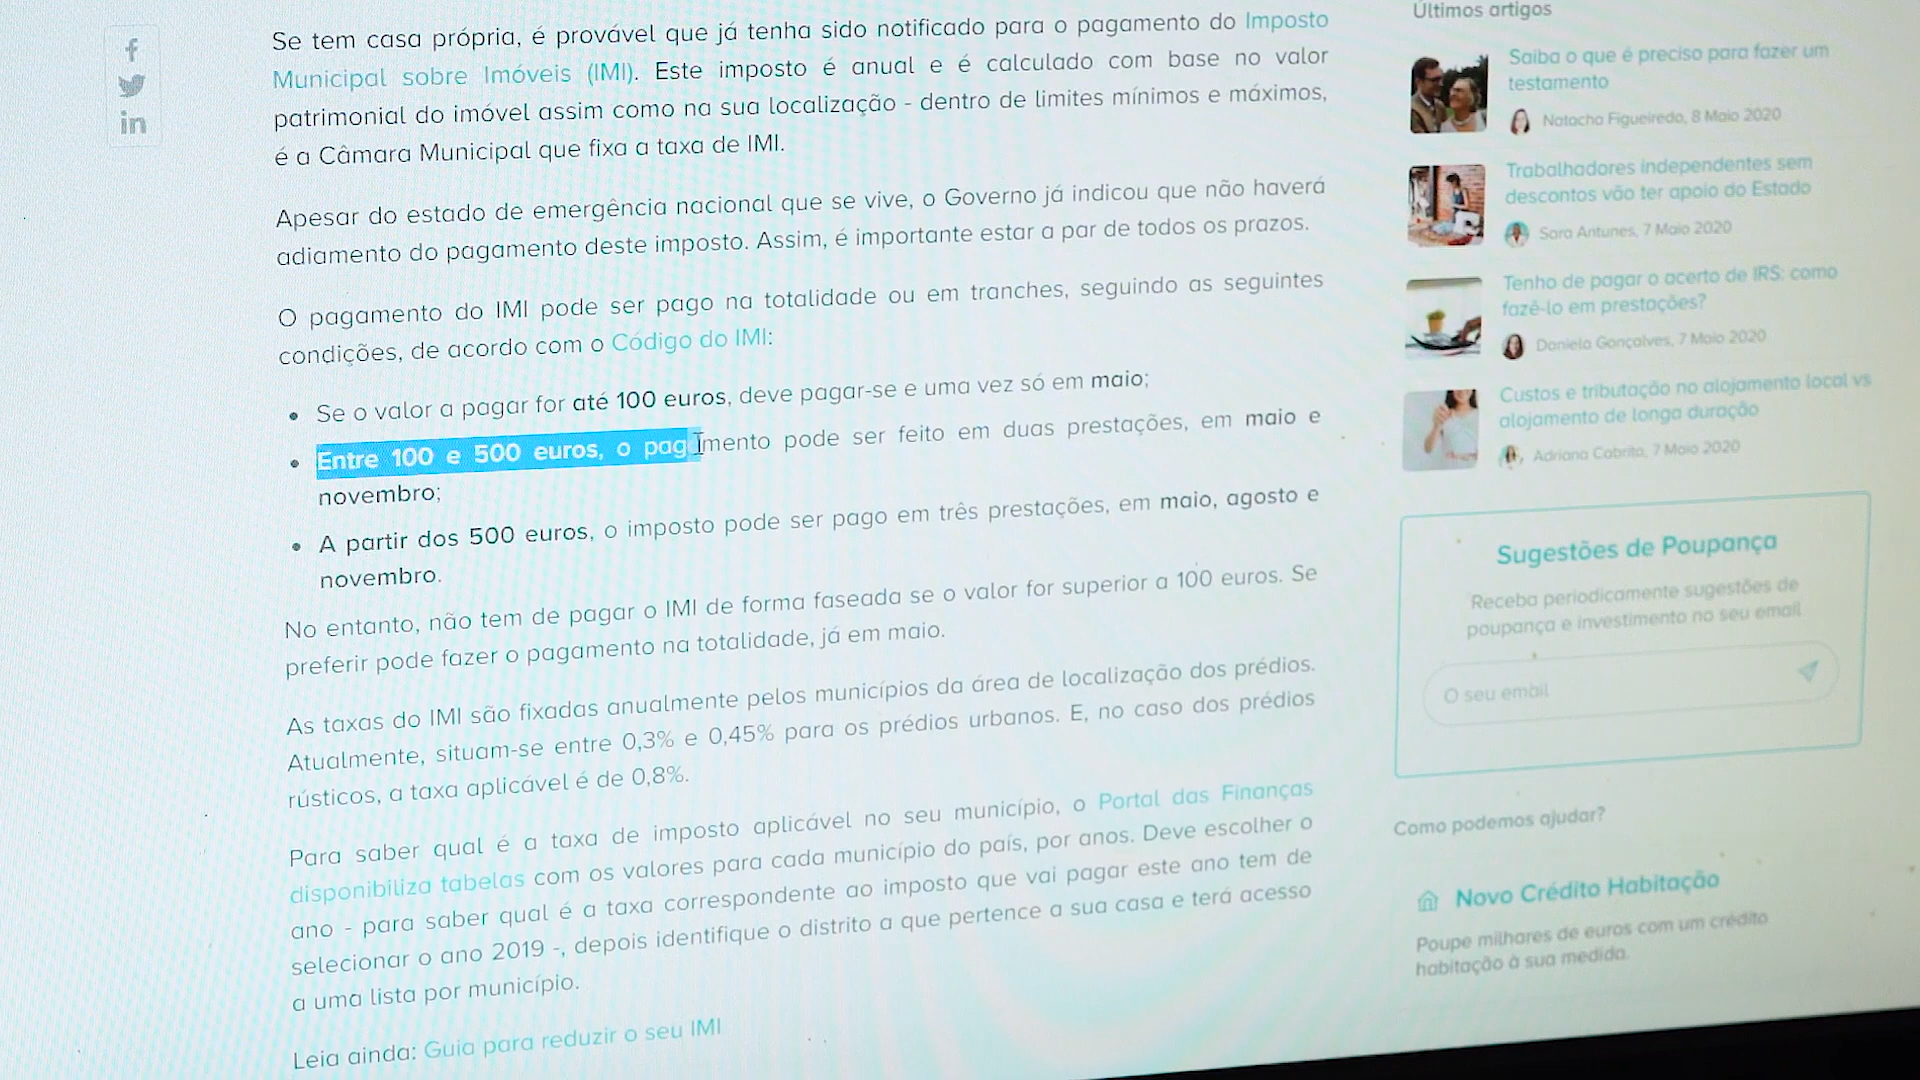 Se tem casa própria, é provável que já tenha sido notificado para o pagamento do Imposto
Municipal sobre Imóveis (IMI). Este imposto é anual e é calculado com base no valor
patrimonial do imóvel assim como na sua localização - dentro de limites mínimos e máximos,
é a Câmara Municipal que fixa a taxa de IMI.
Apesar do estado de emergência nacional que se vive, o Governo já indicou que não haverá
adiamento do pagamento deste imposto. Assim, é importante estar a par de todos os prazos.
O pagamento do IMI pode ser pago na totalidade ou em tranches, seguindo as seguintes
condições, de acordo com o Código do IMI:
Se o valor a pagar for até 100 euros, deve pagar-se e uma vez só em maio;
Entre 100 e 500 euros, o pagamento pode ser feito em duas prestações, em maio e
novembro;
A partir dos 500 euros, o imposto pode ser pago em três prestações, em maio, agosto e
novembro.
No entanto, não tem de pagar o IMI de forma faseada se o valor for superior a 100 euros. Se
preferir pode fazer o pagamento na totalidade, já em maio.
As taxas do IMI são fixadas anualmente pelos municípios da área de localização dos prédios.
Atualmente, situam-se entre 0,3% e 0,45% para os prédios urbanos. E, no caso dos prédios
rústicos, a taxa aplicável é de 0,8%.
Para saber qual é a taxa de imposto aplicável no seu município, o Portal das Finanças
disponibiliza tabelas com os valores para cada município do país, por anos. Deve escolher o
ano - para saber qual é a taxa correspondente ao imposto que vai pagar este ano tem de
selecionar o ano 2019 -, depois identifique o distrito a que pertence a sua casa e terá acesso
a uma lista por município.
Leia ainda: Guia para reduzir o seu IMI
Últimos artigos
Saiba o que é preciso para fazer um
testamento
Natacha Figueiredo, 8 Maio 2020
Trabalhadores independentes sem
descontos vão ter apoio do Estado
Sara Antunes, 7 Maio 2020
Tenho de pagar o acerto de IRS: como
fazê-lo em prestações?
Daniela Gonçalves, 7 Maio 2020
Custos e tributação no alojamento local vs
alojamento de longa duração
Adriana Cabrita, 7 Maio 2020
Sugestões de Poupança
Receba periodicamente sugestões de
poupança e investimento no seu email
O seu email
Como podemos ajudar?
Novo Crédito Habitação
Poupe milhares de euros com um crédito
habitação à sua medida.